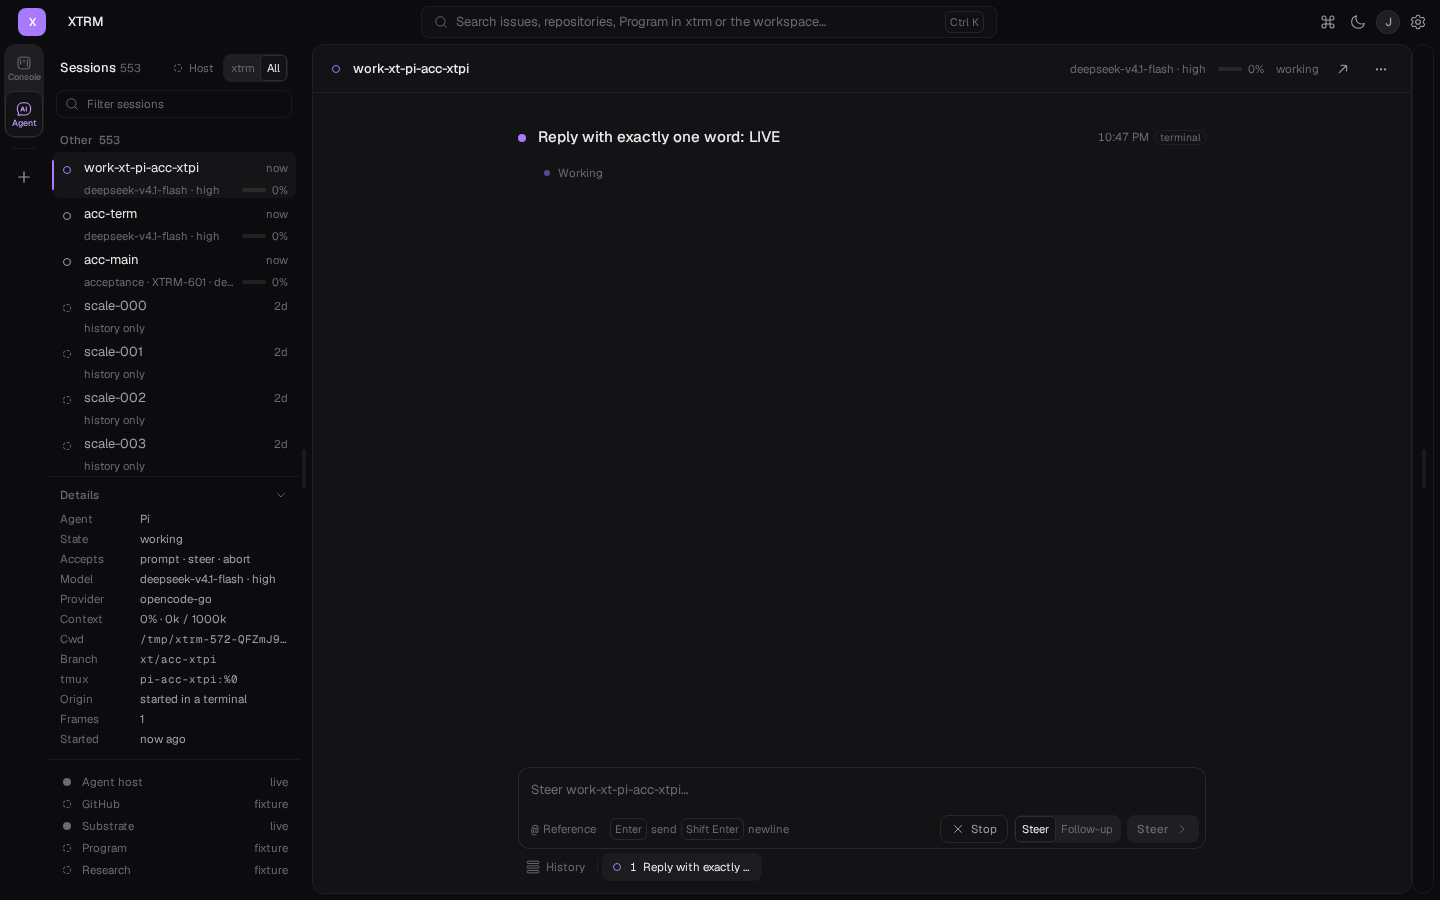 X XTRM
Search issues, repositories, Program in xtrm or the workspace... Ctrl K
J
Console
AI
Agent
Sessions 553 Host xtrm All
Filter sessions
Other 553
work-xt-pi-acc-xtpi now
deepseek-v4.1-flash · high 0%
acc-term now
deepseek-v4.1-flash · high 0%
acc-main now
acceptance · XTRM-601 · de... 0%
scale-000 2d
history only
scale-001 2d
history only
scale-002 2d
history only
scale-003 2d
history only
Details
Agent Pi
State working
Accepts prompt · steer · abort
Model deepseek-v4.1-flash · high
Provider opencode-go
Context 0% · 0k / 1000k
Cwd /tmp/xtrm-572-QFZmJ9...
Branch xt/acc-xtpi
tmux pi-acc-xtpi:%0
Origin started in a terminal
Frames 1
Started now ago
Agent host live
GitHub fixture
Substrate live
Program fixture
Research fixture
work-xt-pi-acc-xtpi deepseek-v4.1-flash · high 0% working
Reply with exactly one word: LIVE 10:47 PM terminal
Working
Steer work-xt-pi-acc-xtpi...
@ Reference Enter send Shift Enter newline Stop Steer Follow-up Steer
History 1 Reply with exactly ...